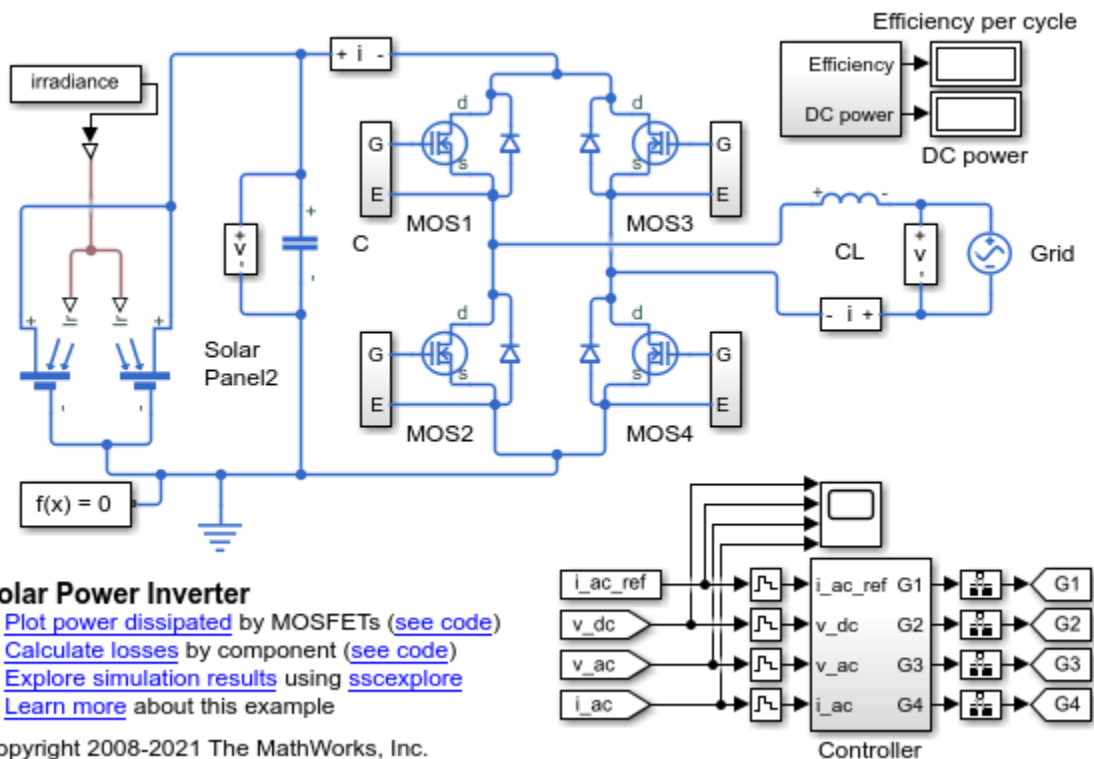 Efficiency per cycle
irradiance
+ i -
Efficiency
DC power
DC power
d
d
G
s
s
G
E
E
MOS1
MOS3
+
-
+
v
-
C
+
+
v
-
CL
Grid
- i +
Ir
Ir
+
+
Solar
Panel2
d
d
G
s
s
G
E
E
MOS2
MOS4
f(x) = 0
olar Power Inverter
Plot power dissipated by MOSFETs (see code)
Calculate losses by component (see code)
Explore simulation results using sscexplore
Learn more about this example
opyright 2008-2021 The MathWorks, Inc.
i_ac_ref
i_ac_ref G1
G1
v_dc
v_dc G2
G2
v_ac
v_ac G3
G3
i_ac
i_ac G4
G4
Controller